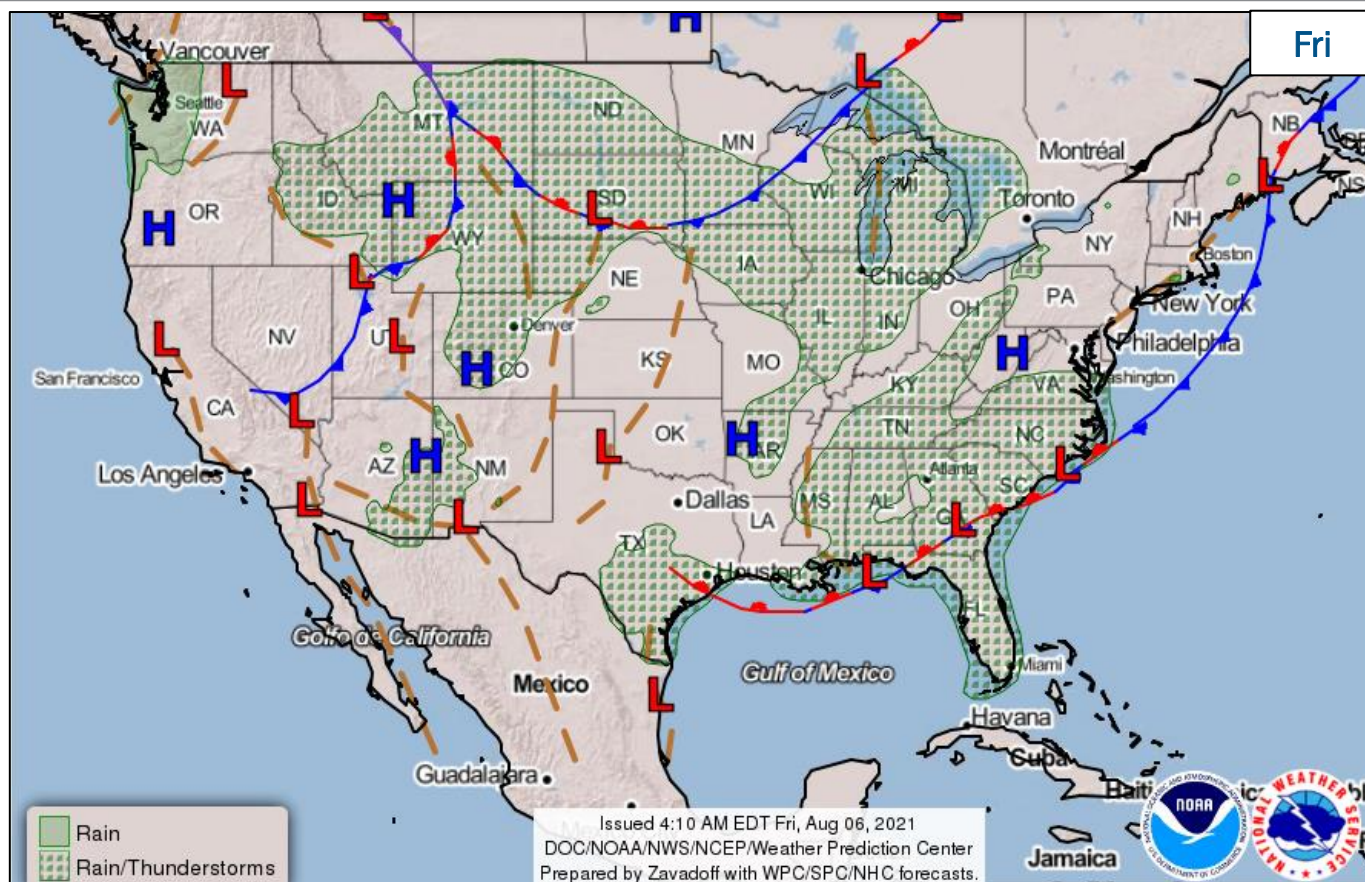 Fri
H
L
L
L
Vancouver
L
L
Seattle
WA
MT
ND
MN
NB
Montréal
L
NS
OR
H
ID
H
SD
L
WI
MI
Toronto
NH
NY
WY
Boston
L
NE
IA
Chicago
NV
UT
L
Denver
IL
IN
OH
PA
New York
L
H
CO
KS
MO
H
Philadelphia
Washington
San Francisco
CA
KY
VA
L
AZ
H
NM
OK
L
H
AR
TN
NC
Los Angeles
Atlanta
L
L
L
Dallas
LA
MS
AL
SC
L
TX
Houston
L
FL
Golfo de California
Mexico
L
Gulf of Mexico
Miami
Havana
Cuba
Guadalajara
Jamaica
Rain
Rain/Thunderstorms
Issued 4:10 AM EDT Fri, Aug 06, 2021
DOC/NOAA/NWS/NCEP/Weather Prediction Center
Prepared by Zavadoff with WPC/SPC/NHC forecasts.
NOAA
NATIONAL WEATHER SERVICE